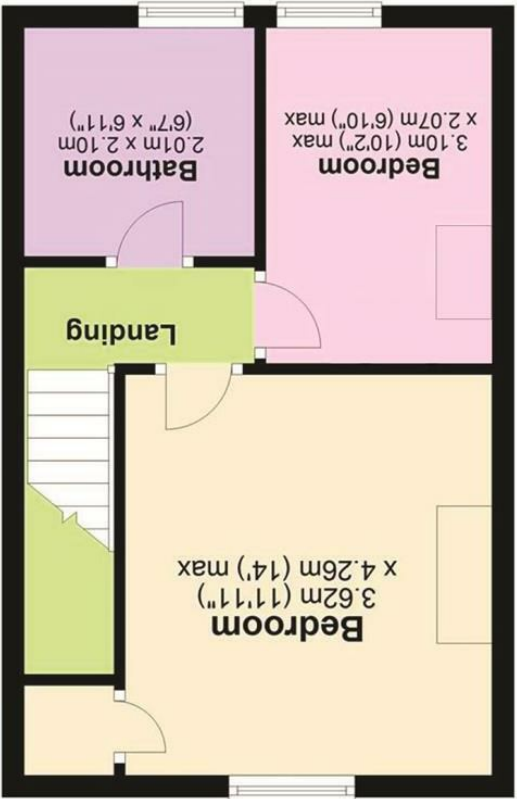 Bedroom
3.62m (11'11")
x 4.26m (14') max
Landing
Bedroom
3.10m (10'2") max
x 2.07m (6'10") max
Bathroom
2.01m x 2.10m
(6'7" x 6'11")